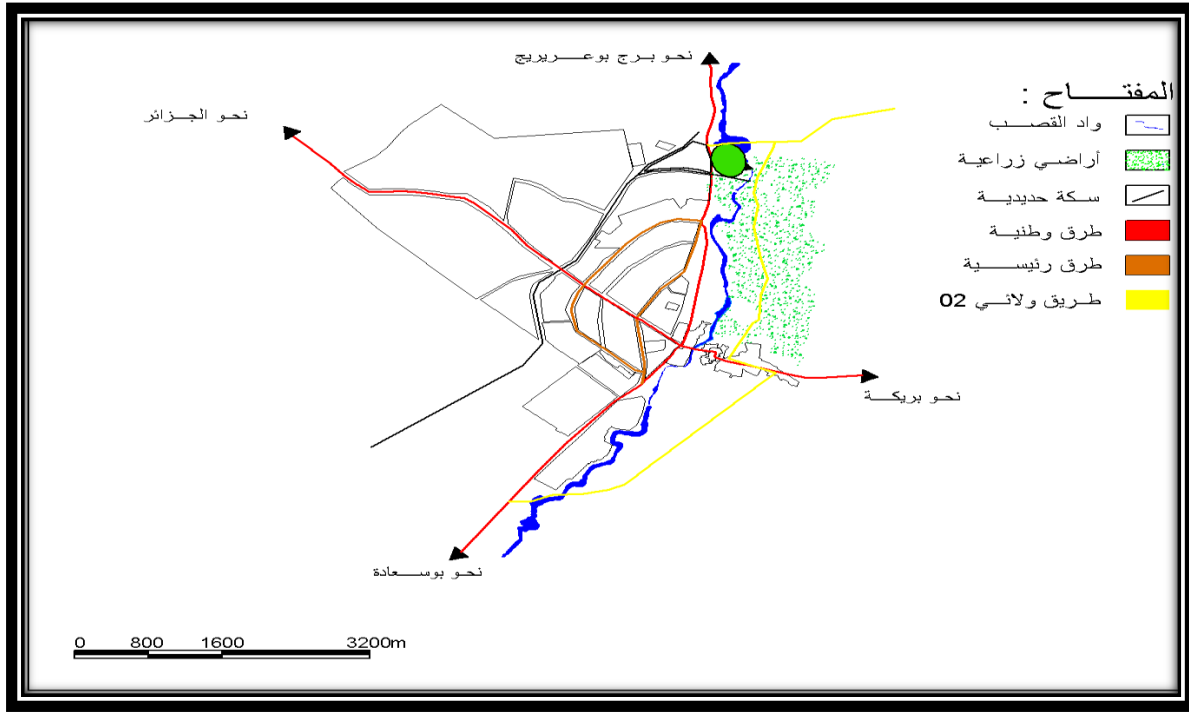 نحو برج بوعريريج
نحو الجزائر
المفتاح :
واد القصب
أراضي زراعية
سكة حديدية
طرق وطنية
طرق رئيسية
طريق ولائي 02
نحو بريكة
نحو بوسعادة
0 800 1600 3200m